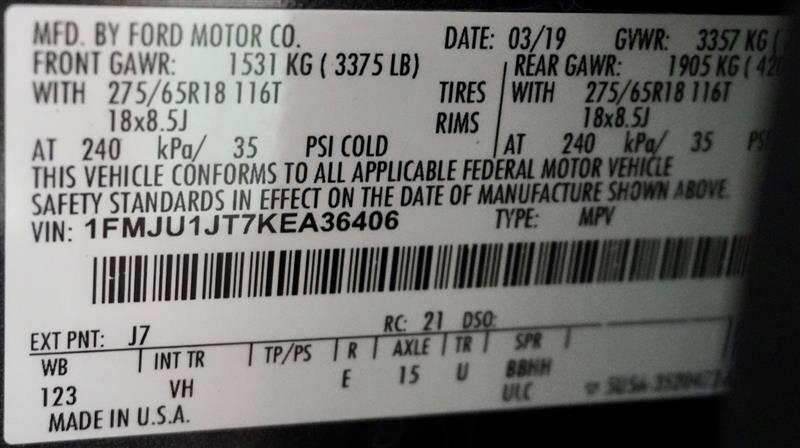 MFD. BY FORD MOTOR CO. DATE: 03/19 GVWR: 3357 KG (
FRONT GAWR: 1531 KG ( 3375 LB) REAR GAWR: 1905 KG ( 420
WITH 275/65R18 116T TIRES WITH 275/65R18 116T
18x8.5J RIMS 18x8.5J
AT 240 kPa/ 35 PSI COLD AT 240 kPa/ 35 PS
THIS VEHICLE CONFORMS TO ALL APPLICABLE FEDERAL MOTOR VEHICLE
SAFETY STANDARDS IN EFFECT ON THE DATE OF MANUFACTURE SHOWN ABOVE.
VIN: 1FMJU1JT7KEA36406 TYPE: MPV
EXT PNT: J7 RC: 21 DSO:
WB INT TR TP/PS R AXLE TR SPR
123 VH E 15 U BBHH
ULC
MADE IN U.S.A.